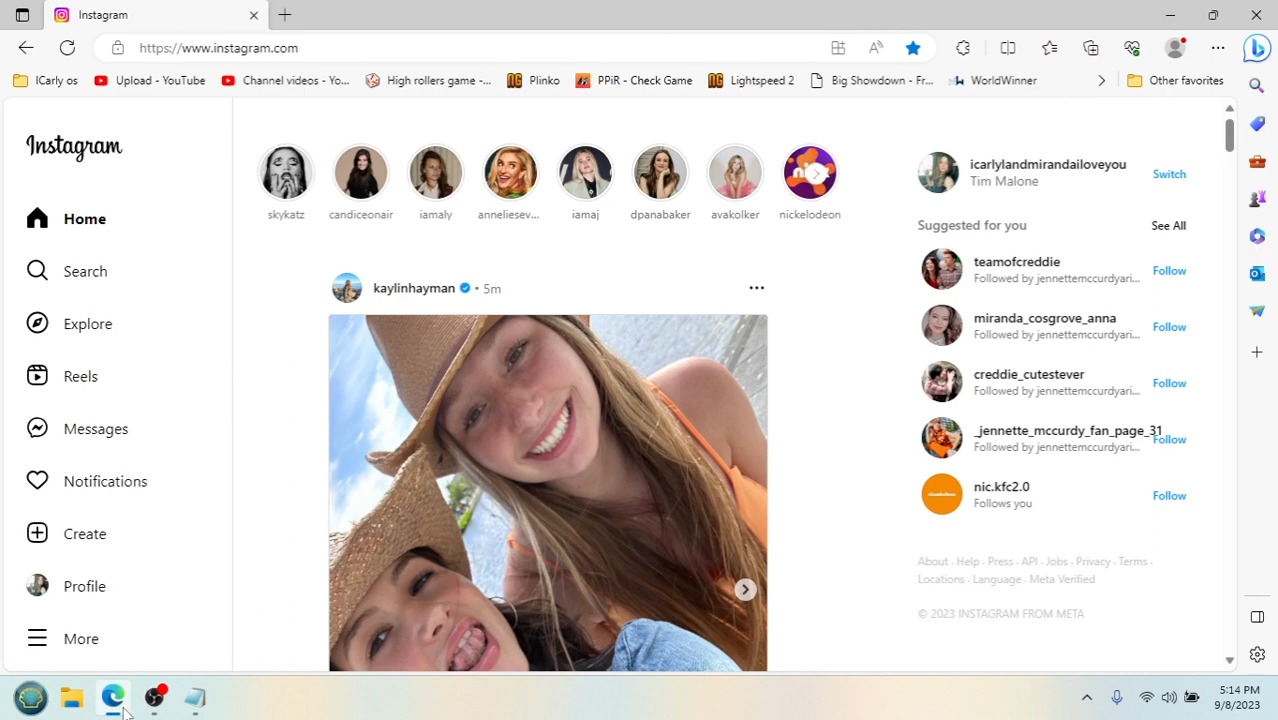 Instagram
https://www.instagram.com
ICarly os
Upload - YouTube
Channel videos - Yo...
High rollers game -...
Plinko
PPiR - Check Game
Lightspeed 2
Big Showdown - Fr...
WorldWinner
Other favorites
Instagram
Home
Search
Explore
Reels
Messages
Notifications
Create
Profile
More
skykatz
candiceonair
iamaly
anneliesev...
iamaj
dpanabaker
avakolker
nickelodeon
kaylinhayman • 5m
icarlylandmirandailoveyou
Tim Malone
Switch
Suggested for you
See All
teamofcreddie
Followed by jennettemccurdyari...
Follow
miranda_cosgrove_anna
Followed by jennettemccurdyari...
Follow
creddie_cutestever
Followed by jennettemccurdyari...
Follow
_jennette_mccurdy_fan_page_31
Followed by jennettemccurdyari...
Follow
nic.kfc2.0
Follows you
Follow
About · Help · Press · API · Jobs · Privacy · Terms ·
Locations · Language · Meta Verified
© 2023 INSTAGRAM FROM META
5:14 PM
9/8/2023